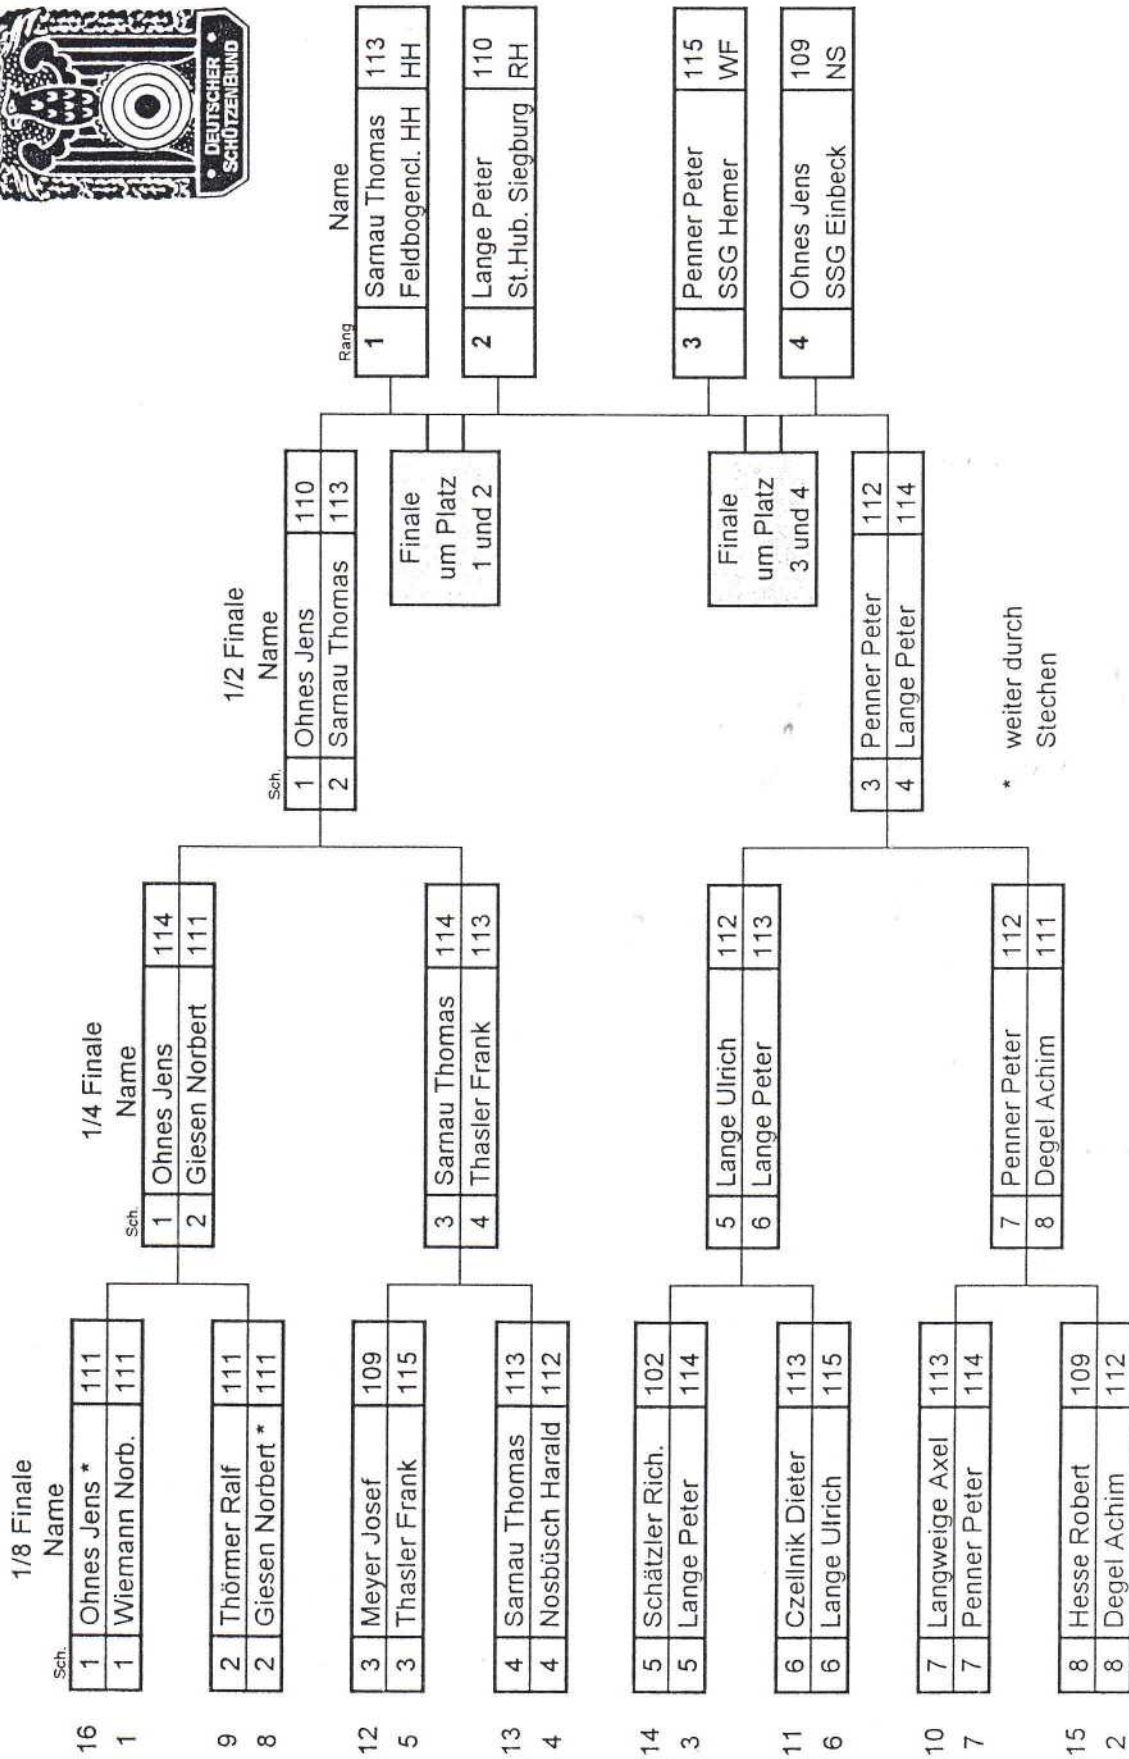 DEUTSCHER
SCHÜTZENBUND
1/8 Finale
Name
Sch.
16 1 Ohnes Jens * 111
1 1 Wiemann Norb. 111
9 2 Thörmer Ralf 111
8 2 Giesen Norbert * 111
12 3 Meyer Josef 109
5 3 Thasler Frank 115
13 4 Sarnau Thomas 113
4 4 Nosbüsch Harald 112
14 5 Schätzler Rich. 102
3 5 Lange Peter 114
11 6 Czellnik Dieter 113
6 6 Lange Ulrich 115
10 7 Langweige Axel 113
7 7 Penner Peter 114
15 8 Hesse Robert 109
2 8 Degel Achim 112
1/4 Finale
Name
Sch.
1 Ohnes Jens 114
2 Giesen Norbert 111
3 Sarnau Thomas 114
4 Thasler Frank 113
5 Lange Ulrich 112
6 Lange Peter 113
7 Penner Peter 112
8 Degel Achim 111
1/2 Finale
Name
Sch.
1 Ohnes Jens 110
2 Sarnau Thomas 113
3 Penner Peter 112
4 Lange Peter 114
* weiter durch
Stechen
Finale
um Platz
1 und 2
Finale
um Platz
3 und 4
Name
Rang
1 Sarnau Thomas 113
Feldbogencl. HH HH
2 Lange Peter 110
St.Hub. Siegburg RH
3 Penner Peter 115
SSG Hemer WF
4 Ohnes Jens 109
SSG Einbeck NS